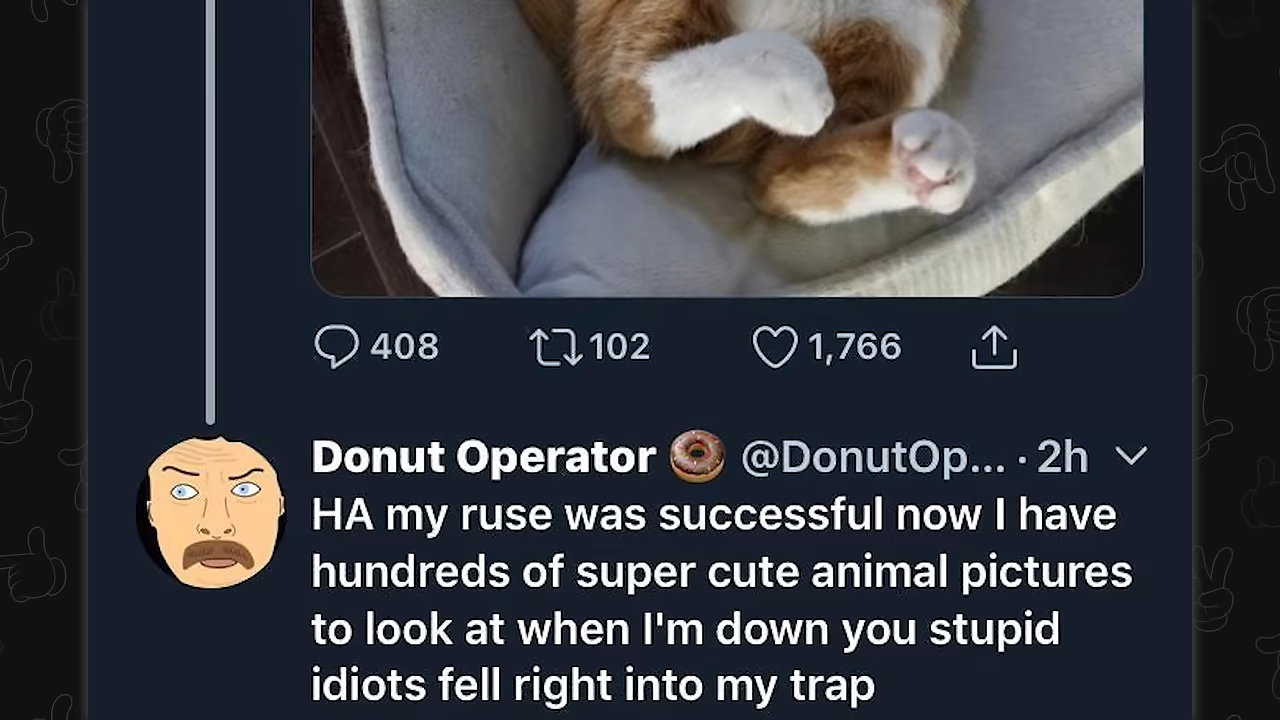 408 102 1,766
Donut Operator 🍩 @DonutOp... · 2h
HA my ruse was successful now I have
hundreds of super cute animal pictures
to look at when I'm down you stupid
idiots fell right into my trap